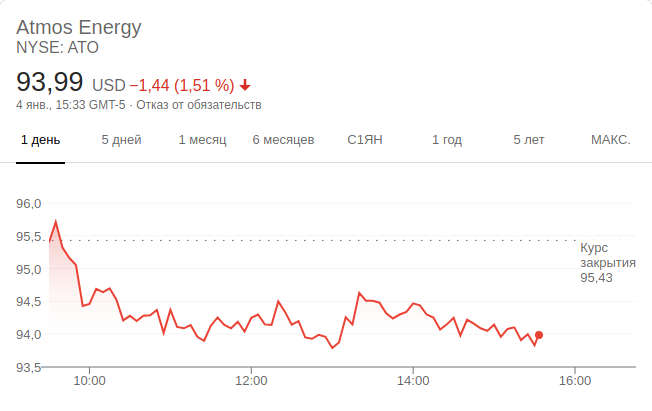 Atmos Energy
NYSE: ATO
93,99 USD −1,44 (1,51 %)
4 янв., 15:33 GMT-5 · Отказ от обязательств
1 день 5 дней 1 месяц 6 месяцев С1ЯН 1 год 5 лет МАКС.
96,0
95,5
Курс
закрытия
95,43
95,0
94,5
94,0
93,5
10:00 12:00 14:00 16:00